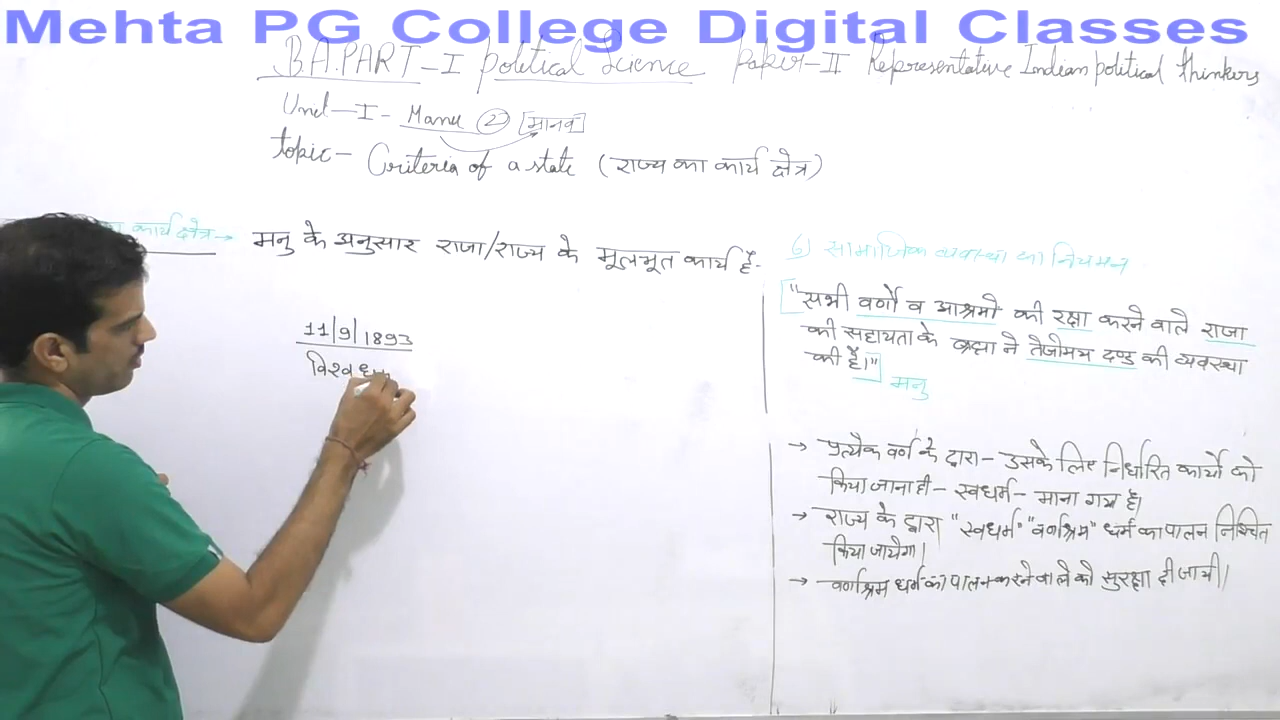 Mehta PG College Digital Classes
B.A. PART-I Political Science Paper-II Representative Indian political thinkers
Unit-I- Manu ② [मानव]
topic- Criteria of a state (राज्य का कार्य क्षेत्र)
कार्य क्षेत्र→
मनु के अनुसार राजा/राज्य के मूलभूत कार्य हैं-
11/9/1893
विश्व
6) सामाजिक व्यवस्था का नियमन
"सभी वर्णों व आश्रमों की रक्षा करने वाले राजा
की सहायता के ब्रह्मा ने तेजोमय दण्ड की व्यवस्था
की है।"
मनु
→ प्रत्येक वर्ण के द्वारा - उसके लिए निर्धारित कार्यों को
किया जाना ही - स्वधर्म - माना गया है।
→ राज्य के द्वारा "स्वधर्म" "वर्णाश्रम" धर्म का पालन निश्चित
किया जायेगा।
→ वर्णाश्रम धर्म का पालन करने वाले को सुरक्षा दी जायी।